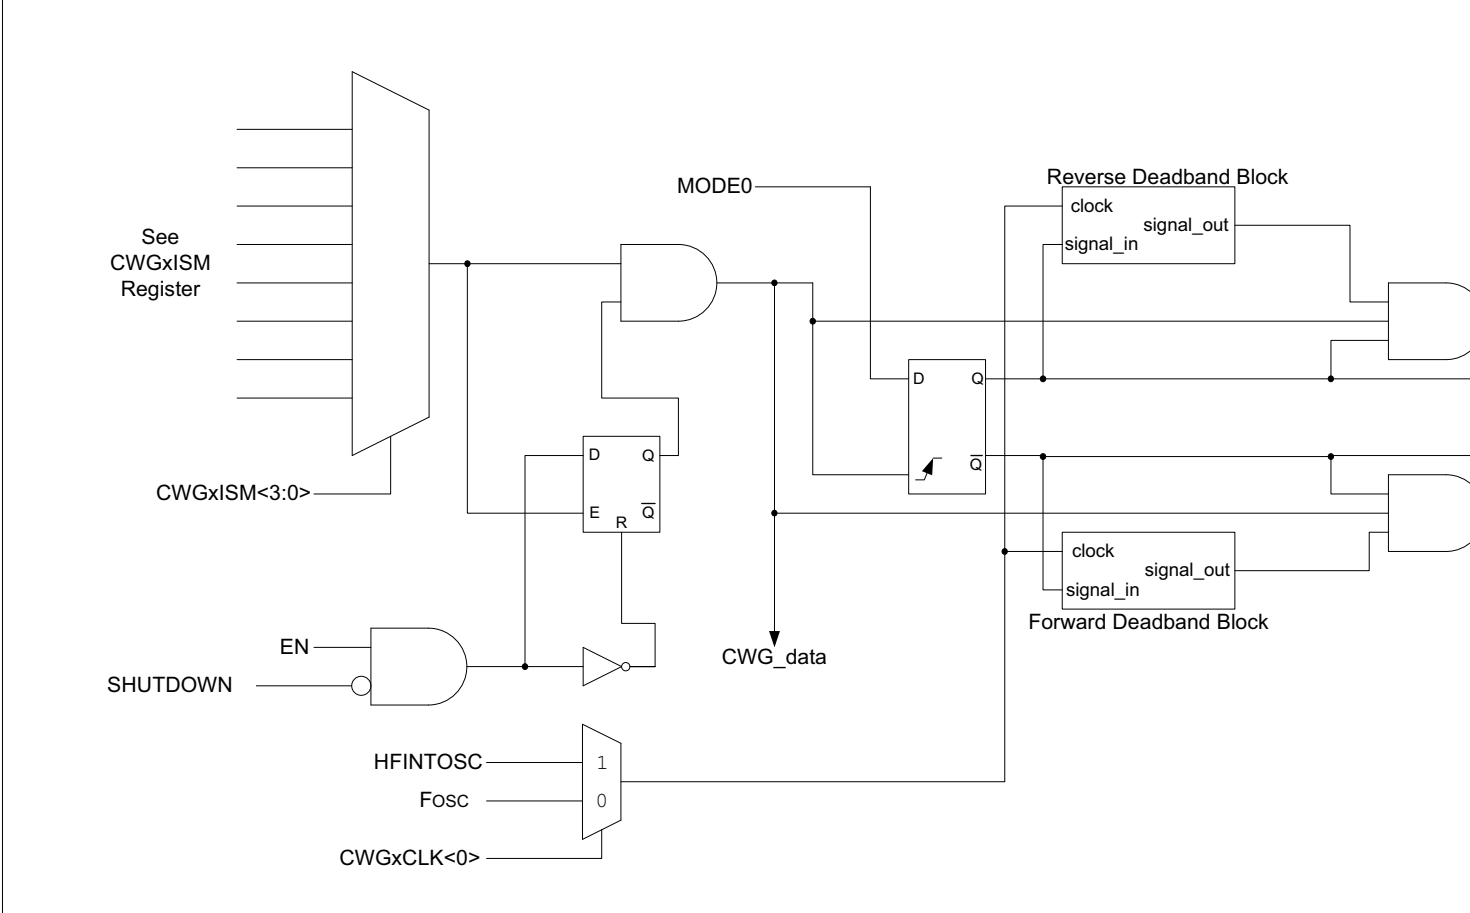 MODE0
Reverse Deadband Block
clock
signal_out
signal_in
See
CWGxISM
Register
D
Q
Q̅
D
Q
E
Q̅
R
CWGxISM<3:0>
clock
signal_out
signal_in
Forward Deadband Block
EN
SHUTDOWN
CWG_data
HFINTOSC
1
FOSC
0
CWGxCLK<0>